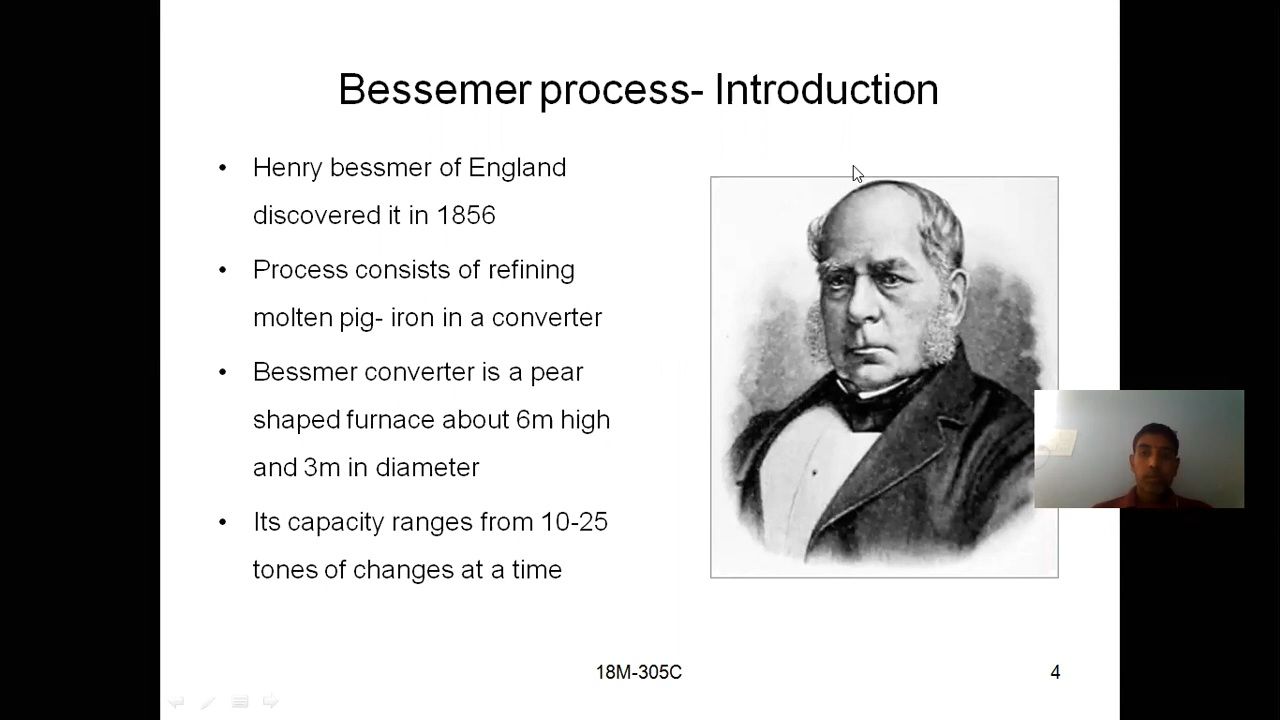 Bessemer process- Introduction
• Henry bessmer of England
discovered it in 1856
• Process consists of refining
molten pig- iron in a converter
• Bessmer converter is a pear
shaped furnace about 6m high
and 3m in diameter
• Its capacity ranges from 10-25
tones of changes at a time
18M-305C
4